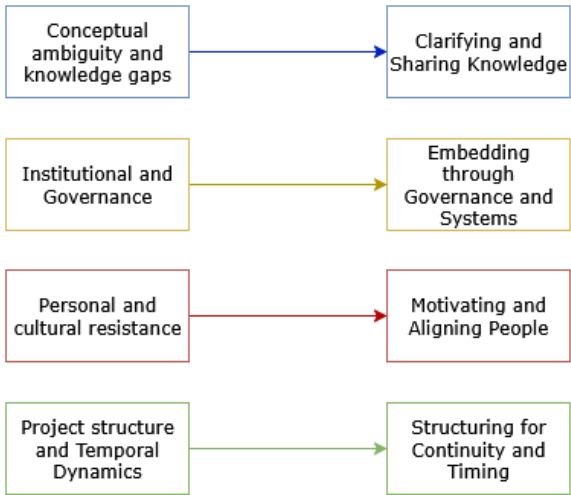 Conceptual
ambiguity and
knowledge gaps
Clarifying and
Sharing Knowledge
Institutional and
Governance
Embedding
through
Governance and
Systems
Personal and
cultural resistance
Motivating and
Aligning People
Project structure
and Temporal
Dynamics
Structuring for
Continuity and
Timing